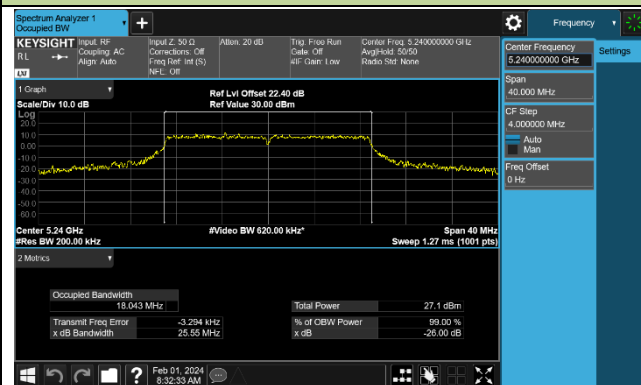 Spectrum Analyzer 1
Occupied BW
Frequency
KEYSIGHT
Input: RF
Coupling: AC
Align: Auto
Input Z: 50 Ω
Corrections: Off
Freq Ref: Int (S)
NFE: Off
Atten: 20 dB
Trig: Free Run
Gate: Off
#IF Gain: Low
Center Freq: 5.240000000 GHz
Avg|Hold: 50/50
Radio Std: None
RL
LXI
Center Frequency
5.240000000 GHz
Settings
Span
40.000 MHz
CF Step
4.000000 MHz
Auto
Man
Freq Offset
0 Hz
1 Graph
Scale/Div 10.0 dB
Ref Lvl Offset 22.40 dB
Ref Value 30.00 dBm
Log
20.0
10.0
0.00
-10.0
-20.0
-30.0
-40.0
-50.0
-60.0
Center 5.24 GHz
#Res BW 200.00 kHz
#Video BW 620.00 kHz*
Span 40 MHz
Sweep 1.27 ms (1001 pts)
2 Metrics
Occupied Bandwidth
18.043 MHz
Total Power 27.1 dBm
Transmit Freq Error -3.294 kHz
% of OBW Power 99.00 %
x dB Bandwidth 25.55 MHz
x dB -26.00 dB
Feb 01, 2024
8:32:33 AM